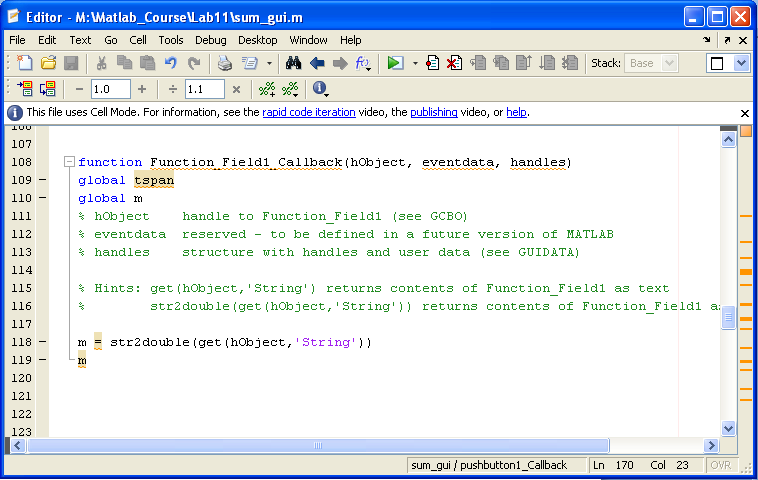 Editor - M:\Matlab_Course\Lab11\sum_gui.m
File Edit Text Go Cell Tools Debug Desktop Window Help
Stack: Base
1.0 1.1
This file uses Cell Mode. For information, see the rapid code iteration video, the publishing video, or help.
106
107
108 function Function_Field1_Callback(hObject, eventdata, handles)
109 global tspan
110 global m
111 % hObject    handle to Function_Field1 (see GCBO)
112 % eventdata  reserved - to be defined in a future version of MATLAB
113 % handles    structure with handles and user data (see GUIDATA)
114
115 % Hints: get(hObject,'String') returns contents of Function_Field1 as text
116 %        str2double(get(hObject,'String')) returns contents of Function_Field1 as
117
118 m = str2double(get(hObject,'String'))
119 m
120
121
122
123
sum_gui / pushbutton1_Callback Ln 170 Col 23 OVR